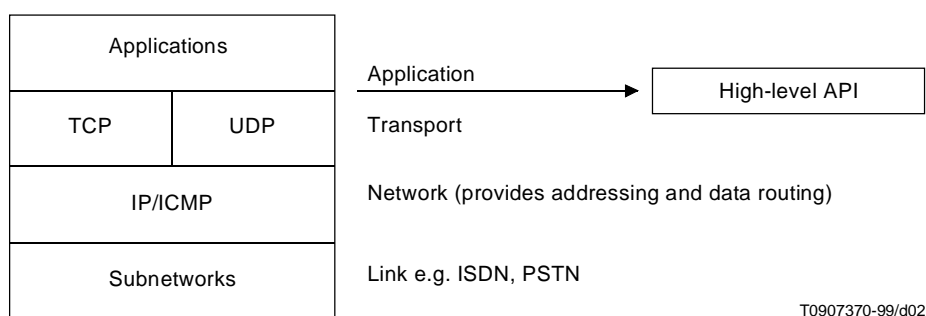 Applications
Application
High-level API
TCP UDP Transport
IP/ICMP Network (provides addressing and data routing)
Subnetworks Link e.g. ISDN, PSTN
T0907370-99/d02